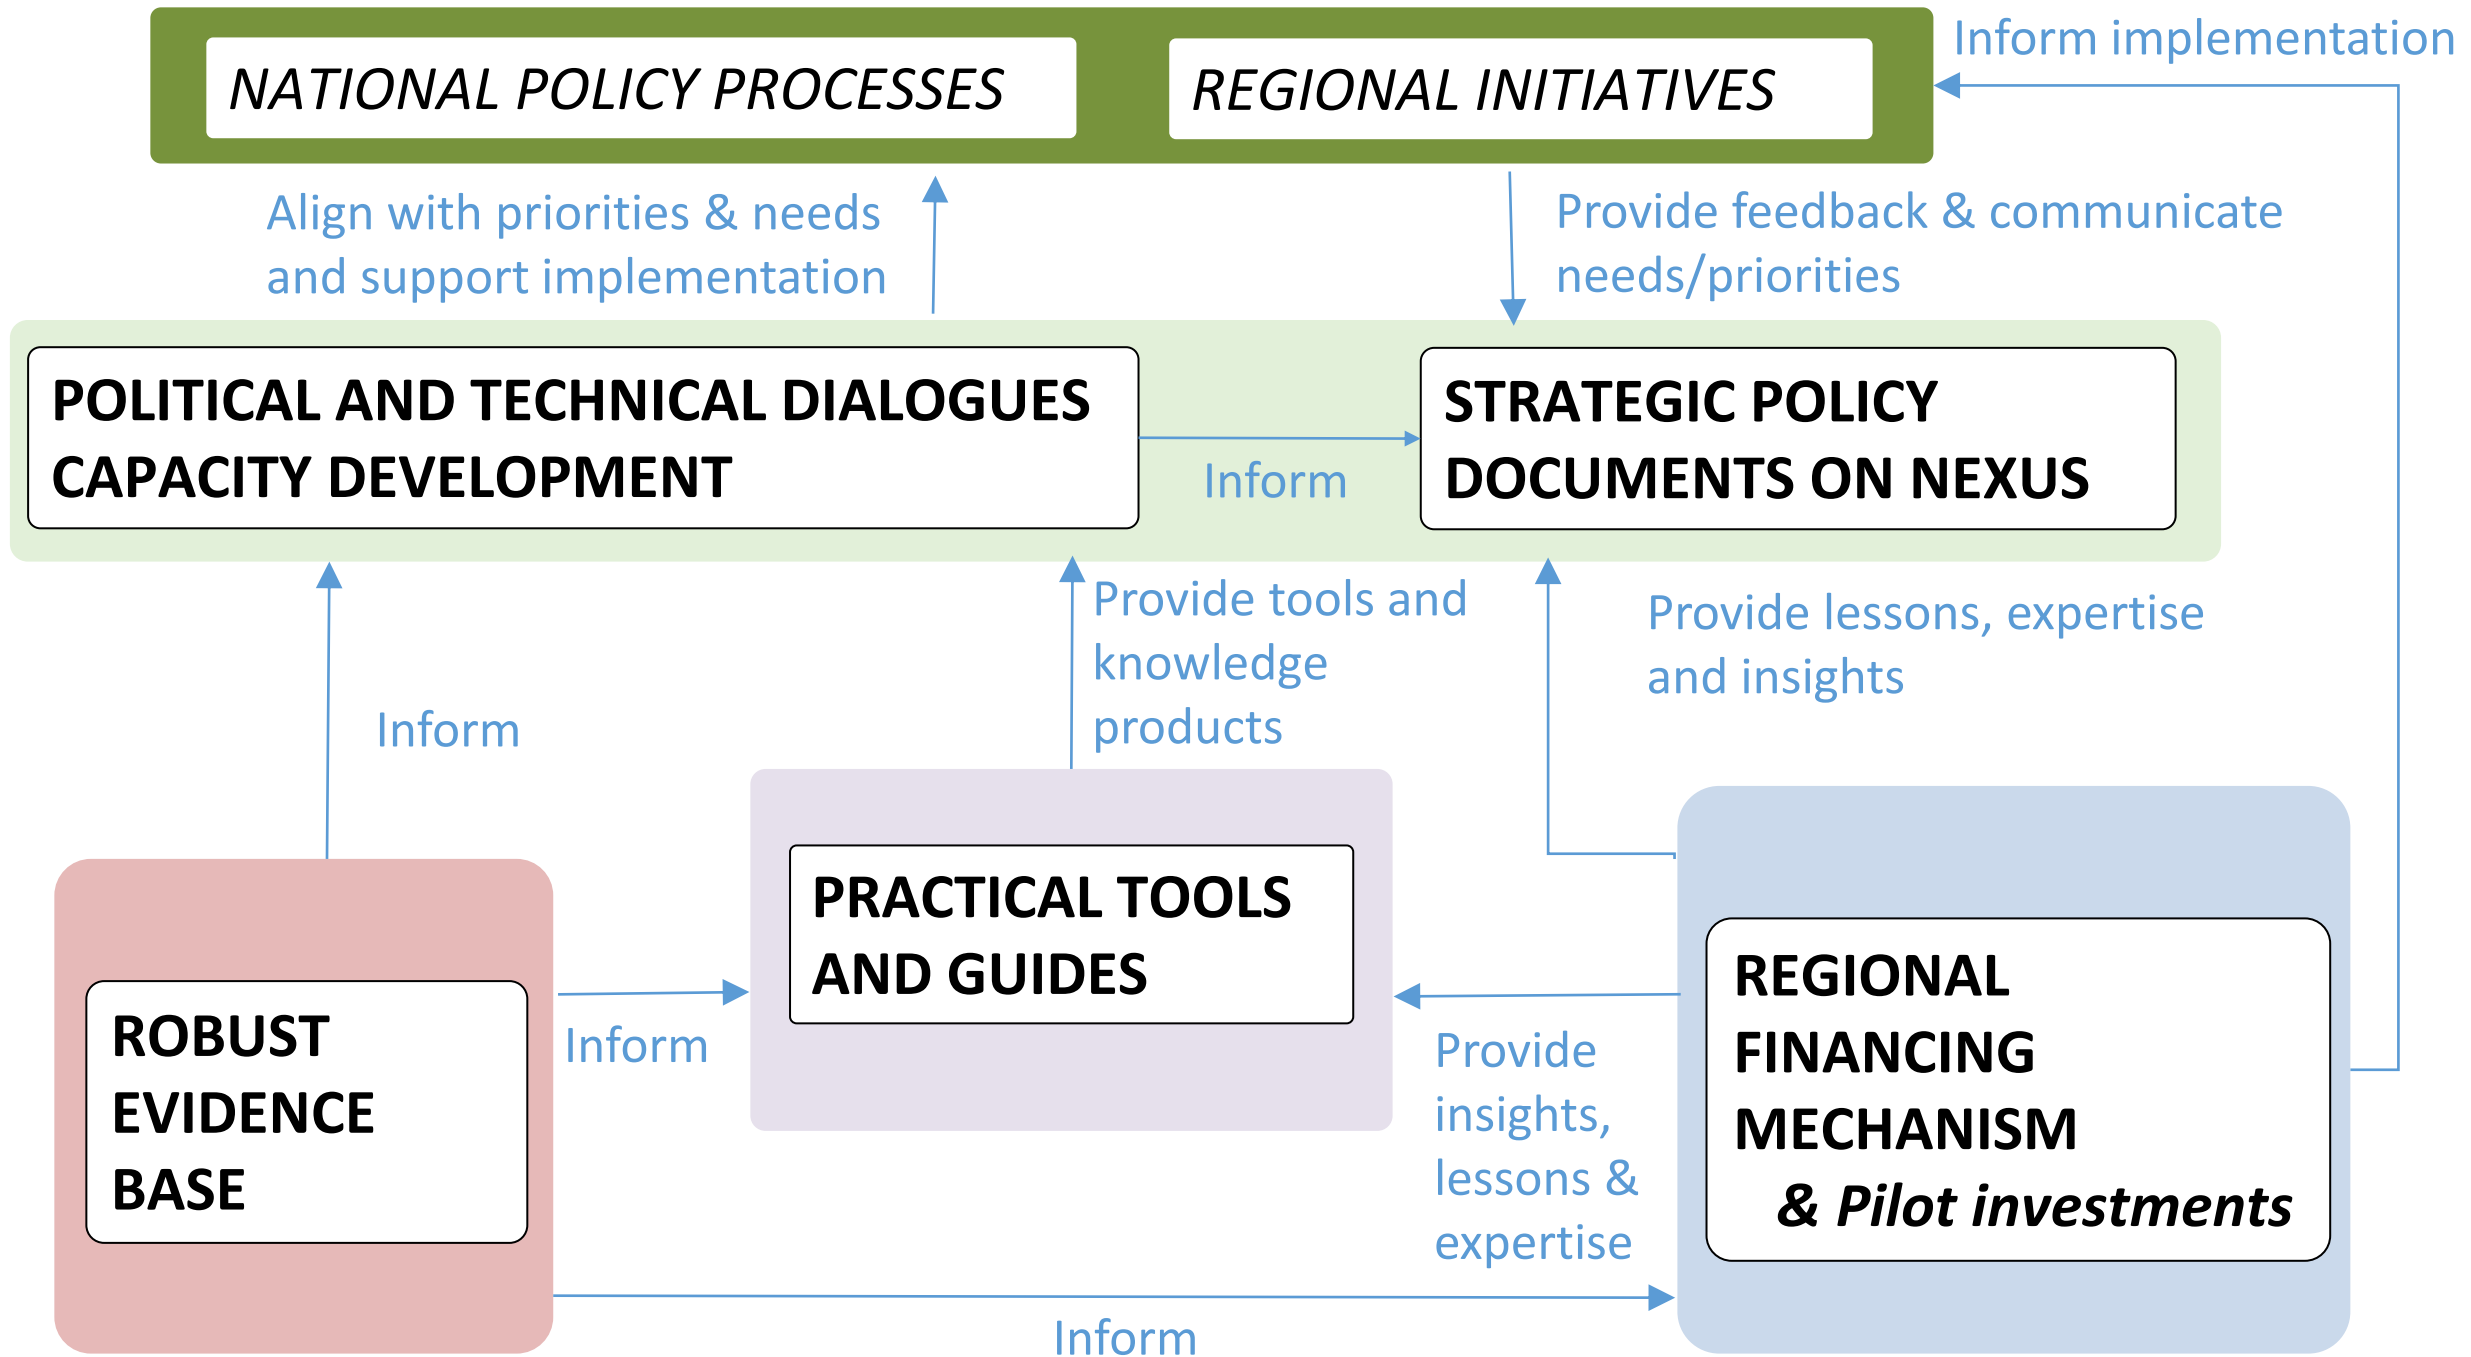 NATIONAL POLICY PROCESSES
REGIONAL INITIATIVES
Inform implementation
Align with priorities & needs
and support implementation
Provide feedback & communicate
needs/priorities
POLITICAL AND TECHNICAL DIALOGUES
CAPACITY DEVELOPMENT
Inform
STRATEGIC POLICY
DOCUMENTS ON NEXUS
Inform
Provide tools and
knowledge
products
Provide lessons, expertise
and insights
ROBUST
EVIDENCE
BASE
Inform
PRACTICAL TOOLS
AND GUIDES
Provide
insights,
lessons &
expertise
REGIONAL
FINANCING
MECHANISM
& Pilot investments
Inform